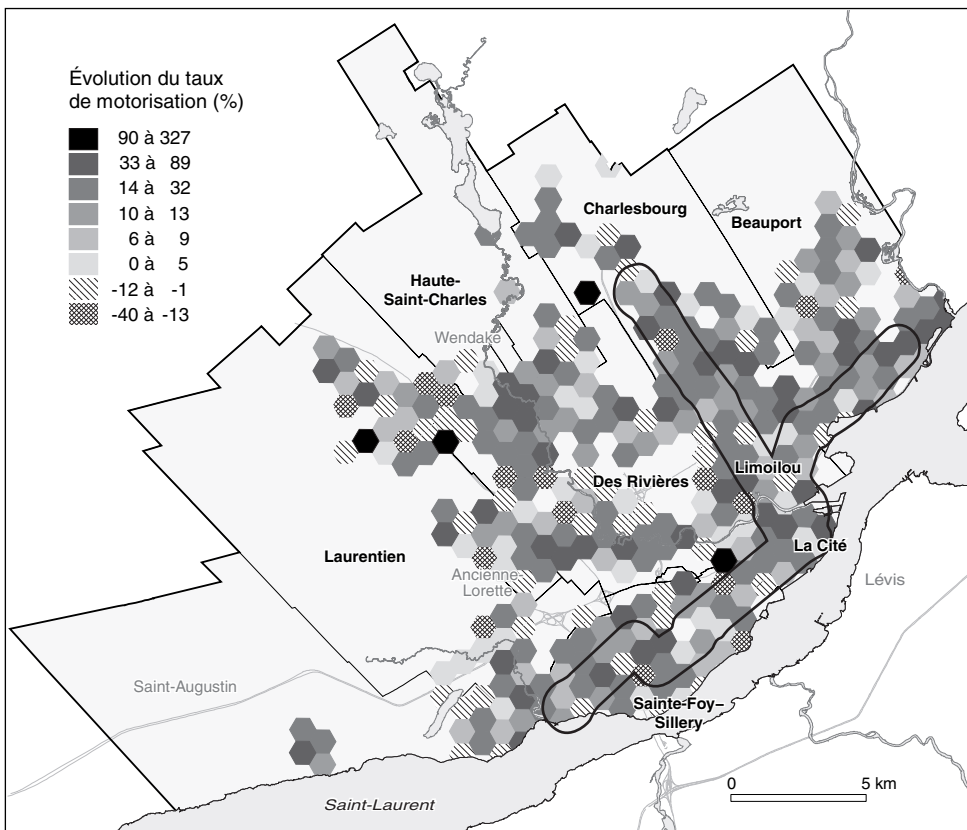 Évolution du taux
de motorisation (%)
90 à 327
33 à 89
14 à 32
10 à 13
6 à 9
0 à 5
-12 à -1
-40 à -13
Charlesbourg
Beauport
Haute-
Saint-Charles
Wendake
Limoilou
Des Rivières
La Cité
Laurentien
Ancienne-
Lorette
Lévis
Saint-Augustin
Sainte-Foy–
Sillery
Saint-Laurent
0 5 km